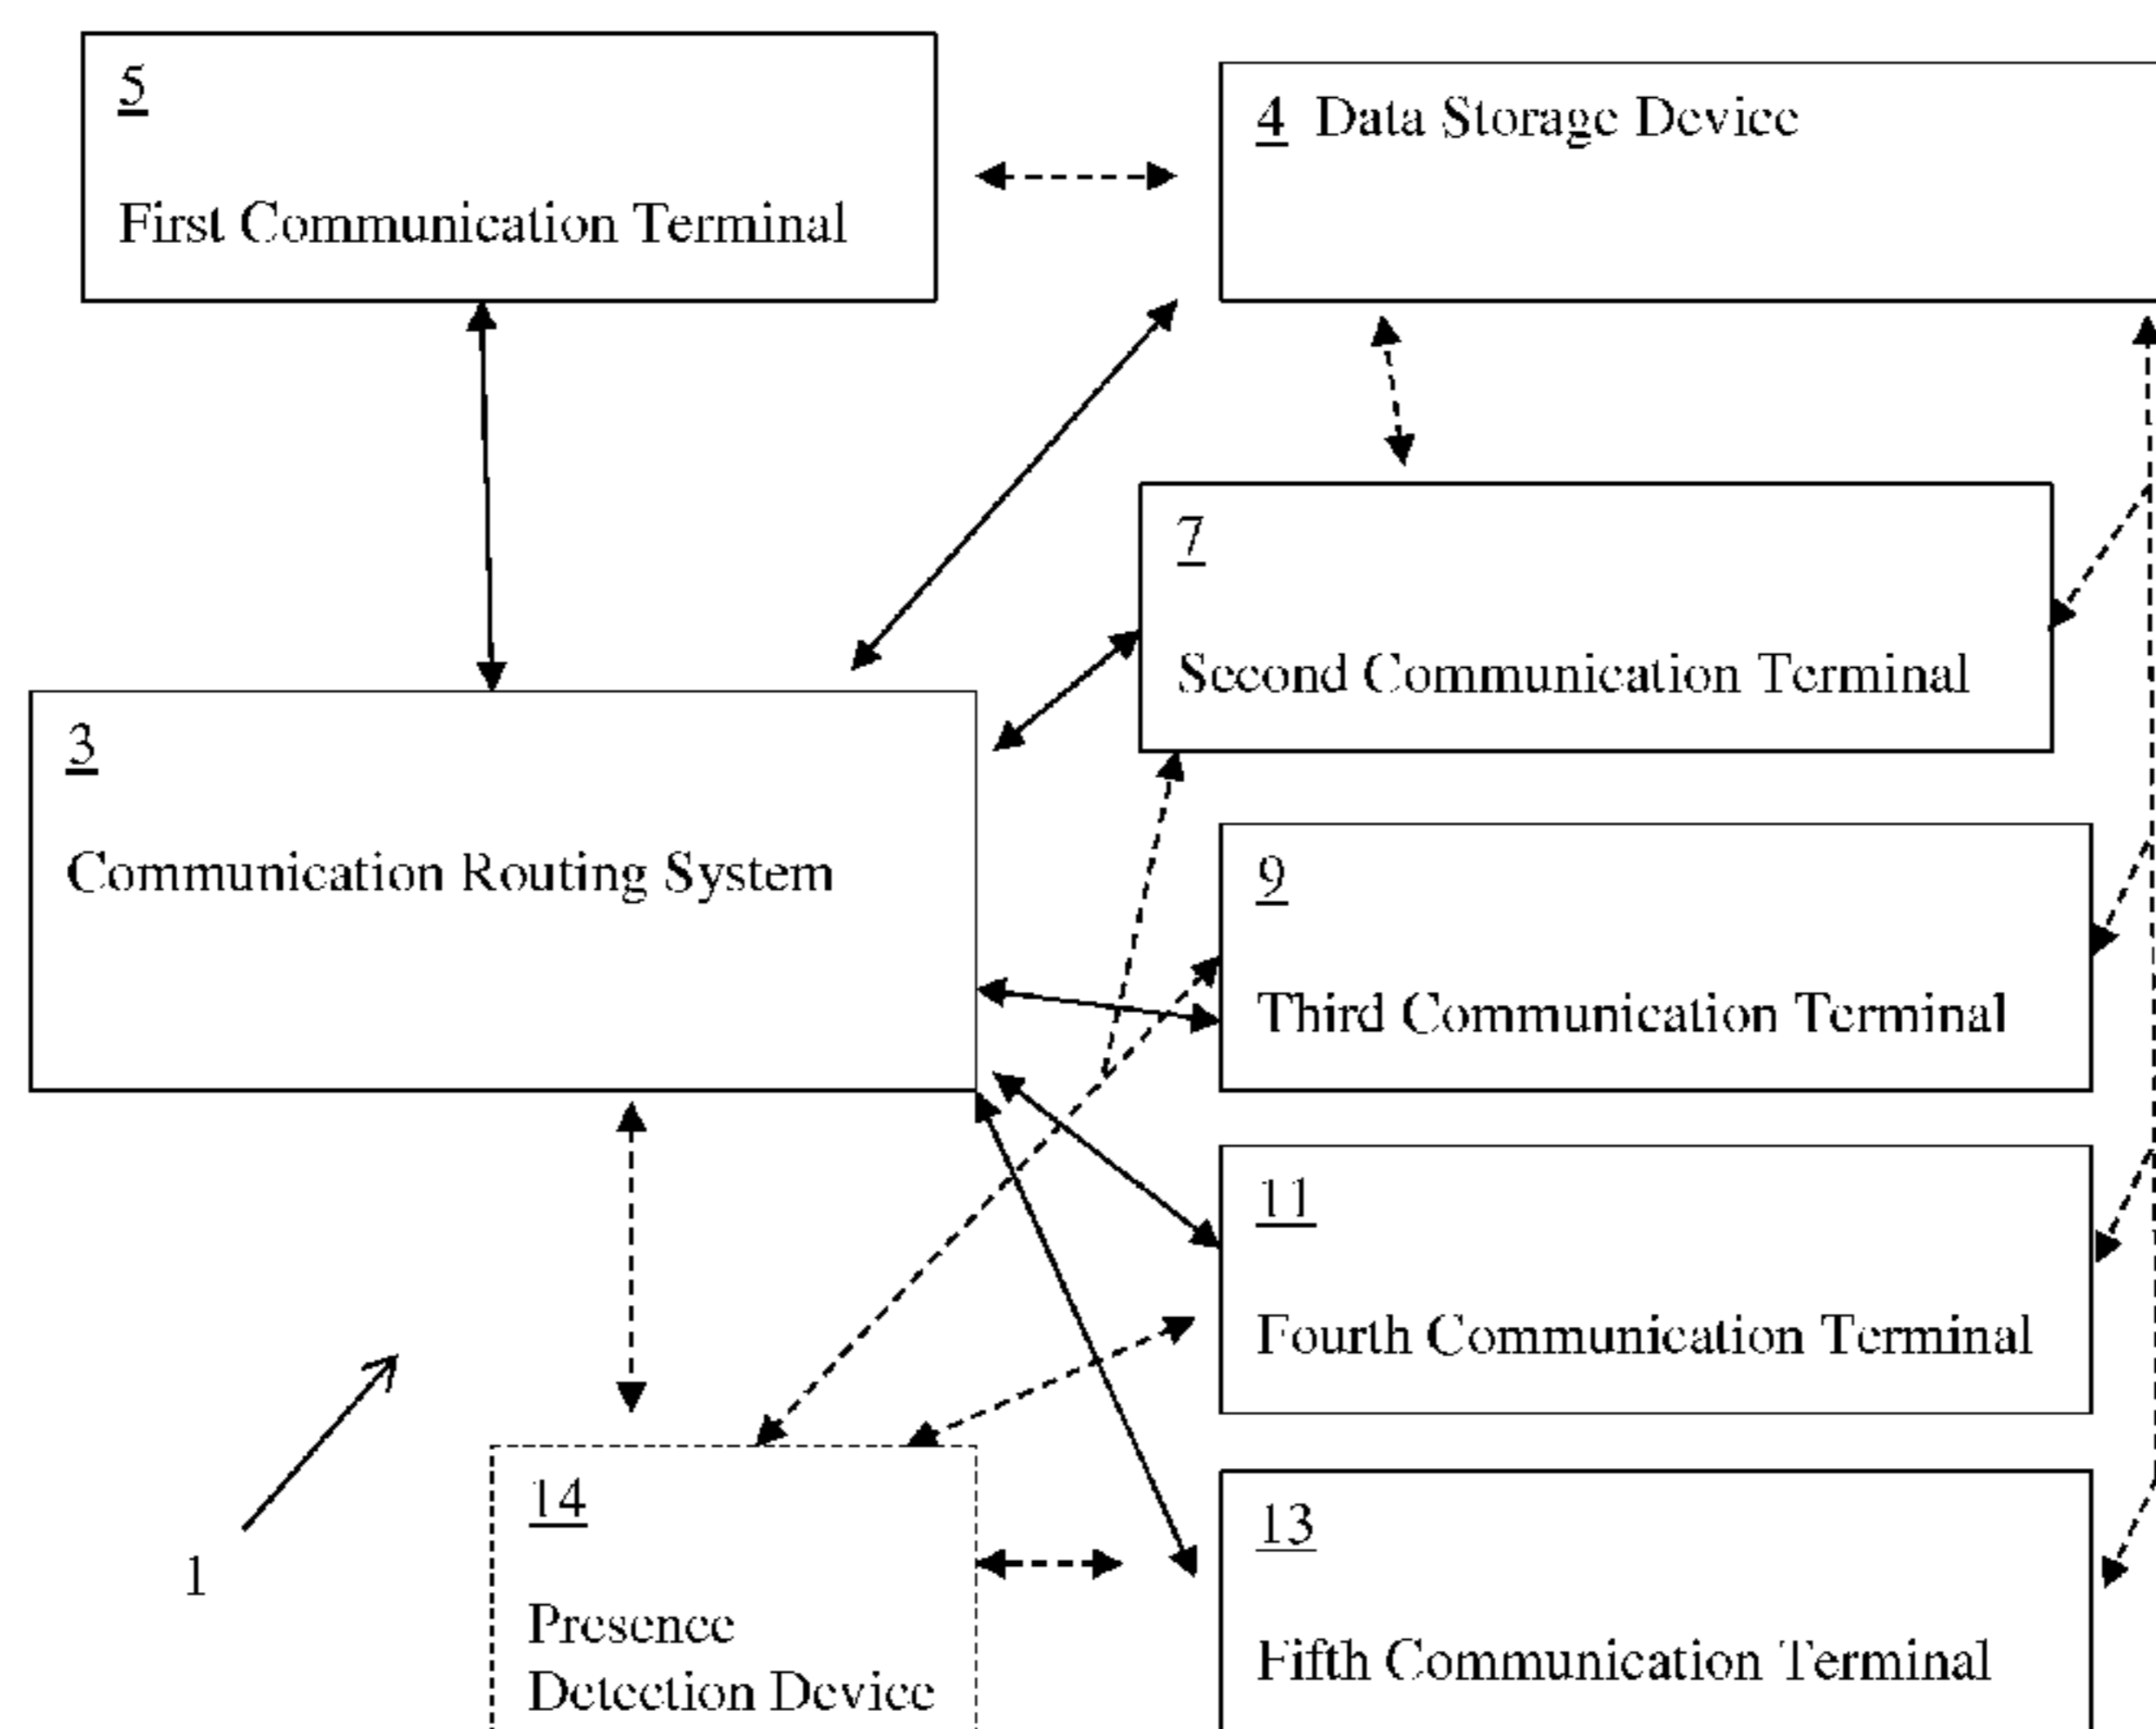 5
First Communication Terminal
4 Data Storage Device
7
Second Communication Terminal
3
Communication Routing System
9
Third Communication Terminal
11
Fourth Communication Terminal
14
Presence
Detection Device
13
Fifth Communication Terminal
1